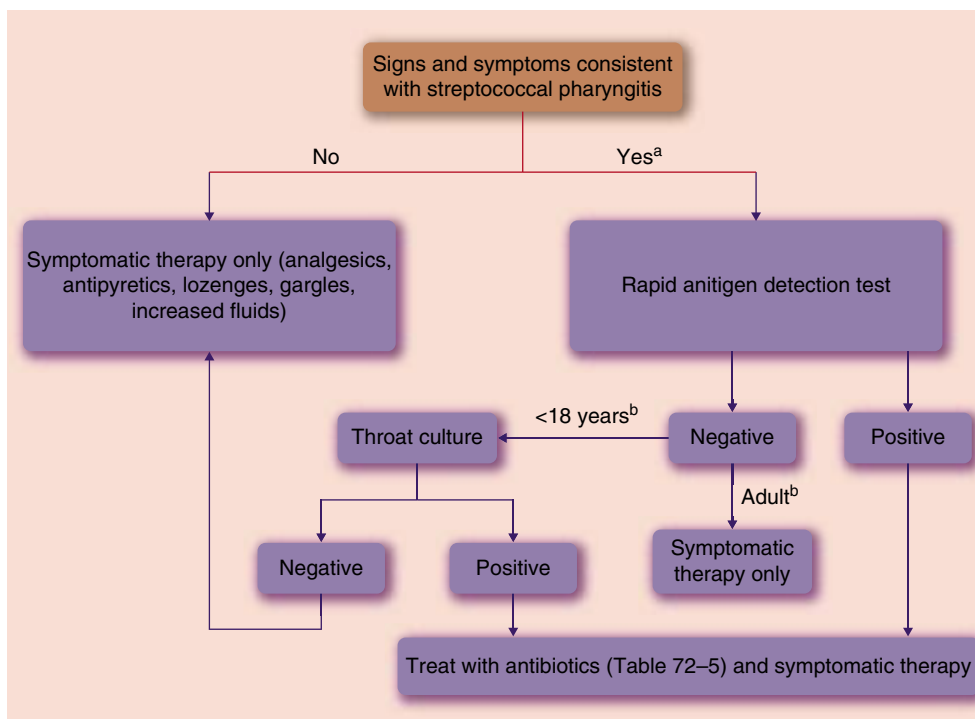 Signs and symptoms consistent
with streptococcal pharyngitis
No
Yesᵃ
Symptomatic therapy only (analgesics,
antipyretics, lozenges, gargles,
increased fluids)
Rapid anitigen detection test
<18 yearsᵇ
Throat culture
Negative
Positive
Adultᵇ
Symptomatic
therapy only
Negative
Positive
Treat with antibiotics (Table 72–5) and symptomatic therapy